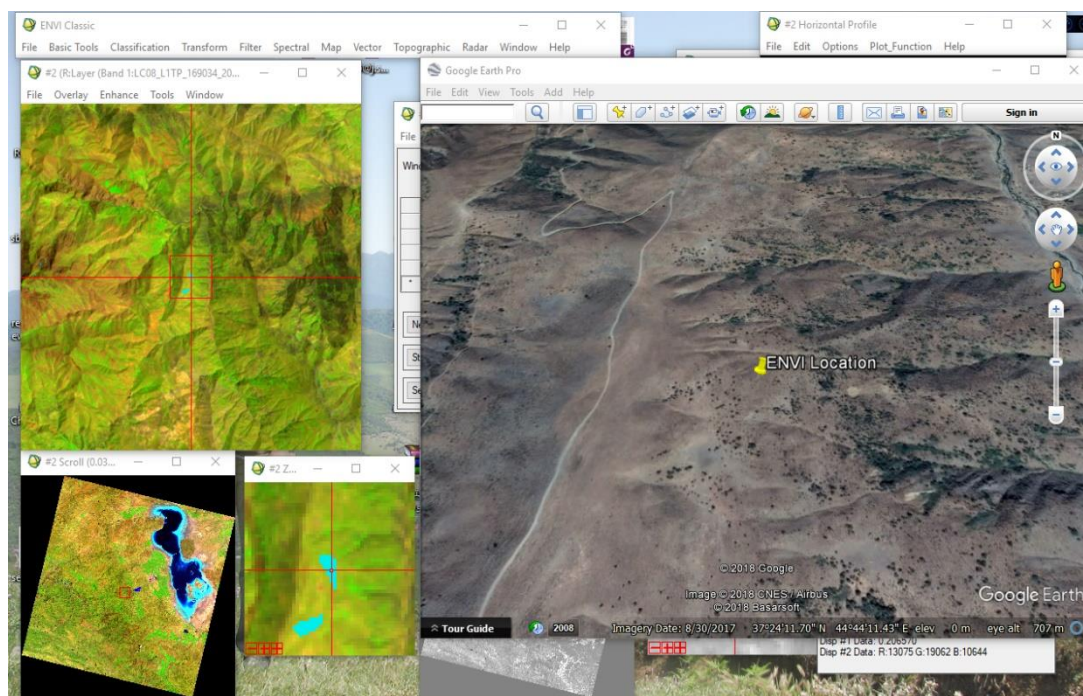 ENVI Classic
File Basic Tools Classification Transform Filter Spectral Map Vector Topographic Radar Window Help
#2 Horizontal Profile
File Edit Options Plot_Function Help
#2 (R:Layer (Band 1:LC08_L1TP_169034_20...
File Overlay Enhance Tools Window
File
Google Earth Pro
File Edit View Tools Add Help
Sign in
N
ENVI Location
#2 Scroll (0.03...
#2 Z...
© 2018 Google
Image © 2018 CNES / Airbus
© 2018 Basarsoft
Google Earth
Tour Guide
2008
Imagery Date: 8/30/2017 37°24'11.70" N 44°44'11.43" E elev 0 m eye alt 707 m
Disp #1 Data: 0.206570
Disp #2 Data: R:13075 G:19062 B:10644